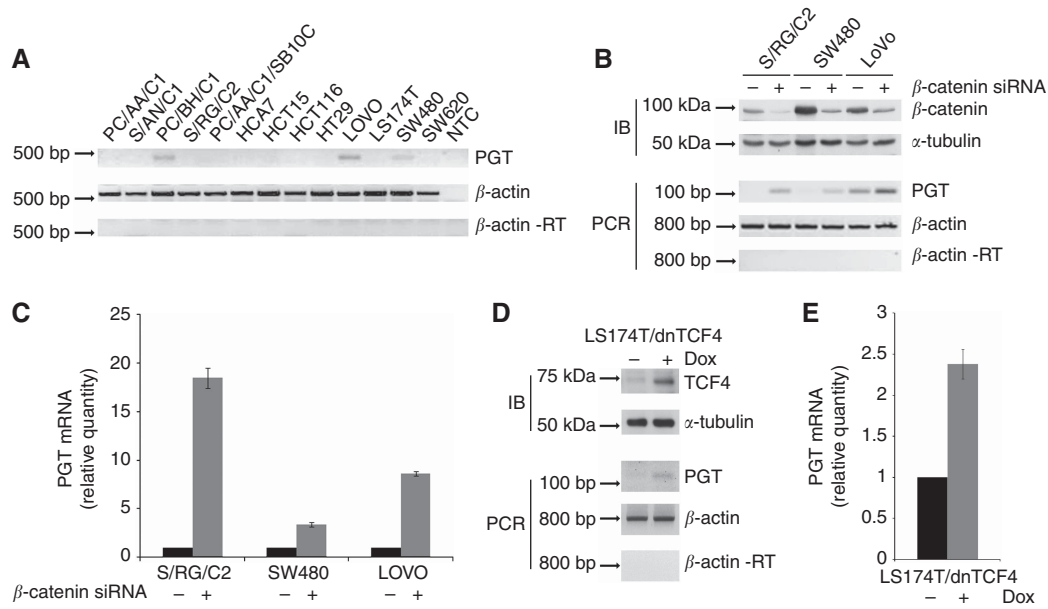 A
PC/AA/C1
S/AN/C1
PC/BH/C1
S/RG/C2
PC/AA/C1/SB10C
HCA7
HCT15
HCT116
HT29
LOVO
LS174T
SW480
SW620
NTC
500 bp
PGT
500 bp
β-actin
500 bp
β-actin -RT
B
S/RG/C2
SW480
LoVo
– + – + – + β-catenin siRNA
IB
100 kDa
β-catenin
50 kDa
α-tubulin
PCR
100 bp
PGT
800 bp
β-actin
800 bp
β-actin -RT
C
PGT mRNA
(relative quantity)
25
20
15
10
5
0
S/RG/C2 SW480 LOVO
β-catenin siRNA – + – + – +
D
LS174T/dnTCF4
– + Dox
IB
75 kDa
TCF4
50 kDa
α-tubulin
PCR
100 bp
PGT
800 bp
β-actin
800 bp
β-actin -RT
E
PGT mRNA
(relative quantity)
3
2.5
2
1.5
1
0.5
0
LS174T/dnTCF4
– + Dox